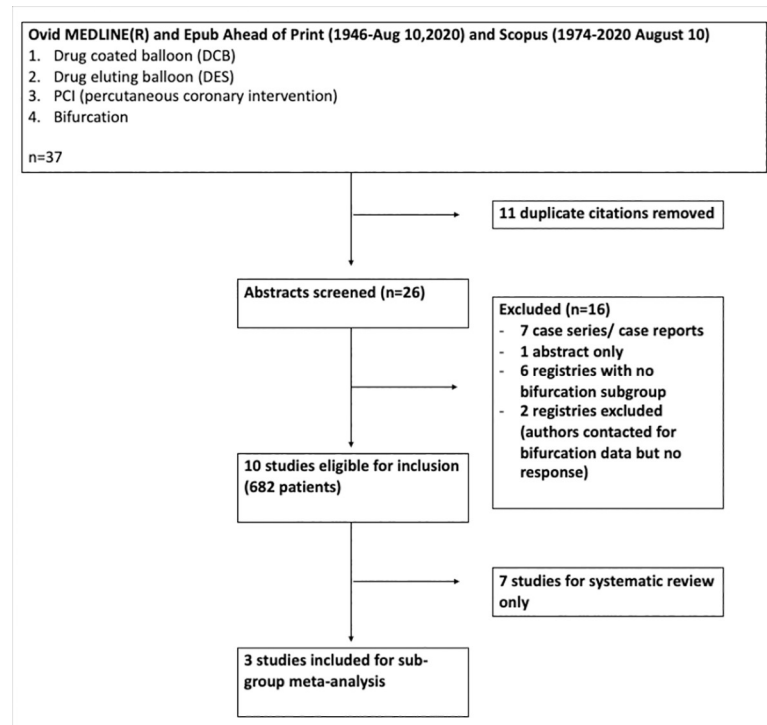 Ovid MEDLINE(R) and Epub Ahead of Print (1946-Aug 10,2020) and Scopus (1974-2020 August 10)
1. Drug coated balloon (DCB)
2. Drug eluting balloon (DES)
3. PCI (percutaneous coronary intervention)
4. Bifurcation
n=37
11 duplicate citations removed
Abstracts screened (n=26)
Excluded (n=16)
- 7 case series/ case reports
- 1 abstract only
- 6 registries with no
bifurcation subgroup
- 2 registries excluded
(authors contacted for
bifurcation data but no
response)
10 studies eligible for inclusion
(682 patients)
7 studies for systematic review
only
3 studies included for sub-
group meta-analysis